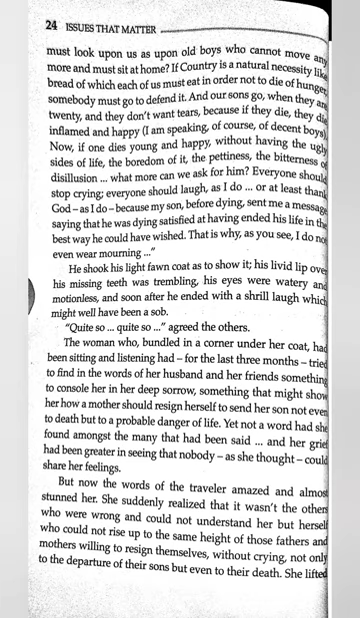 24 ISSUES THAT MATTER
must look upon us as upon old boys who cannot move any
more and must sit at home? If Country is a natural necessity like
bread of which each of us must eat in order not to die of hunger,
somebody must go to defend it. And our sons go, when they are
twenty, and they don't want tears, because if they die, they die
inflamed and happy (I am speaking, of course, of decent boys).
Now, if one dies young and happy, without having the ugly
sides of life, the boredom of it, the pettiness, the bitterness of
disillusion ... what more can we ask for him? Everyone should
stop crying; everyone should laugh, as I do ... or at least thank
God – as I do – because my son, before dying, sent me a message
saying that he was dying satisfied at having ended his life in the
best way he could have wished. That is why, as you see, I do not
even wear mourning ..."
He shook his light fawn coat as to show it; his livid lip over
his missing teeth was trembling, his eyes were watery and
motionless, and soon after he ended with a shrill laugh which
might well have been a sob.
"Quite so ... quite so ..." agreed the others.
The woman who, bundled in a corner under her coat, had
been sitting and listening had – for the last three months – tried
to find in the words of her husband and her friends something
to console her in her deep sorrow, something that might show
her how a mother should resign herself to send her son not even
to death but to a probable danger of life. Yet not a word had she
found amongst the many that had been said ... and her grief
had been greater in seeing that nobody – as she thought – could
share her feelings.
But now the words of the traveler amazed and almost
stunned her. She suddenly realized that it wasn't the others
who were wrong and could not understand her but herself
who could not rise up to the same height of those fathers and
mothers willing to resign themselves, without crying, not only
to the departure of their sons but even to their death. She lifted